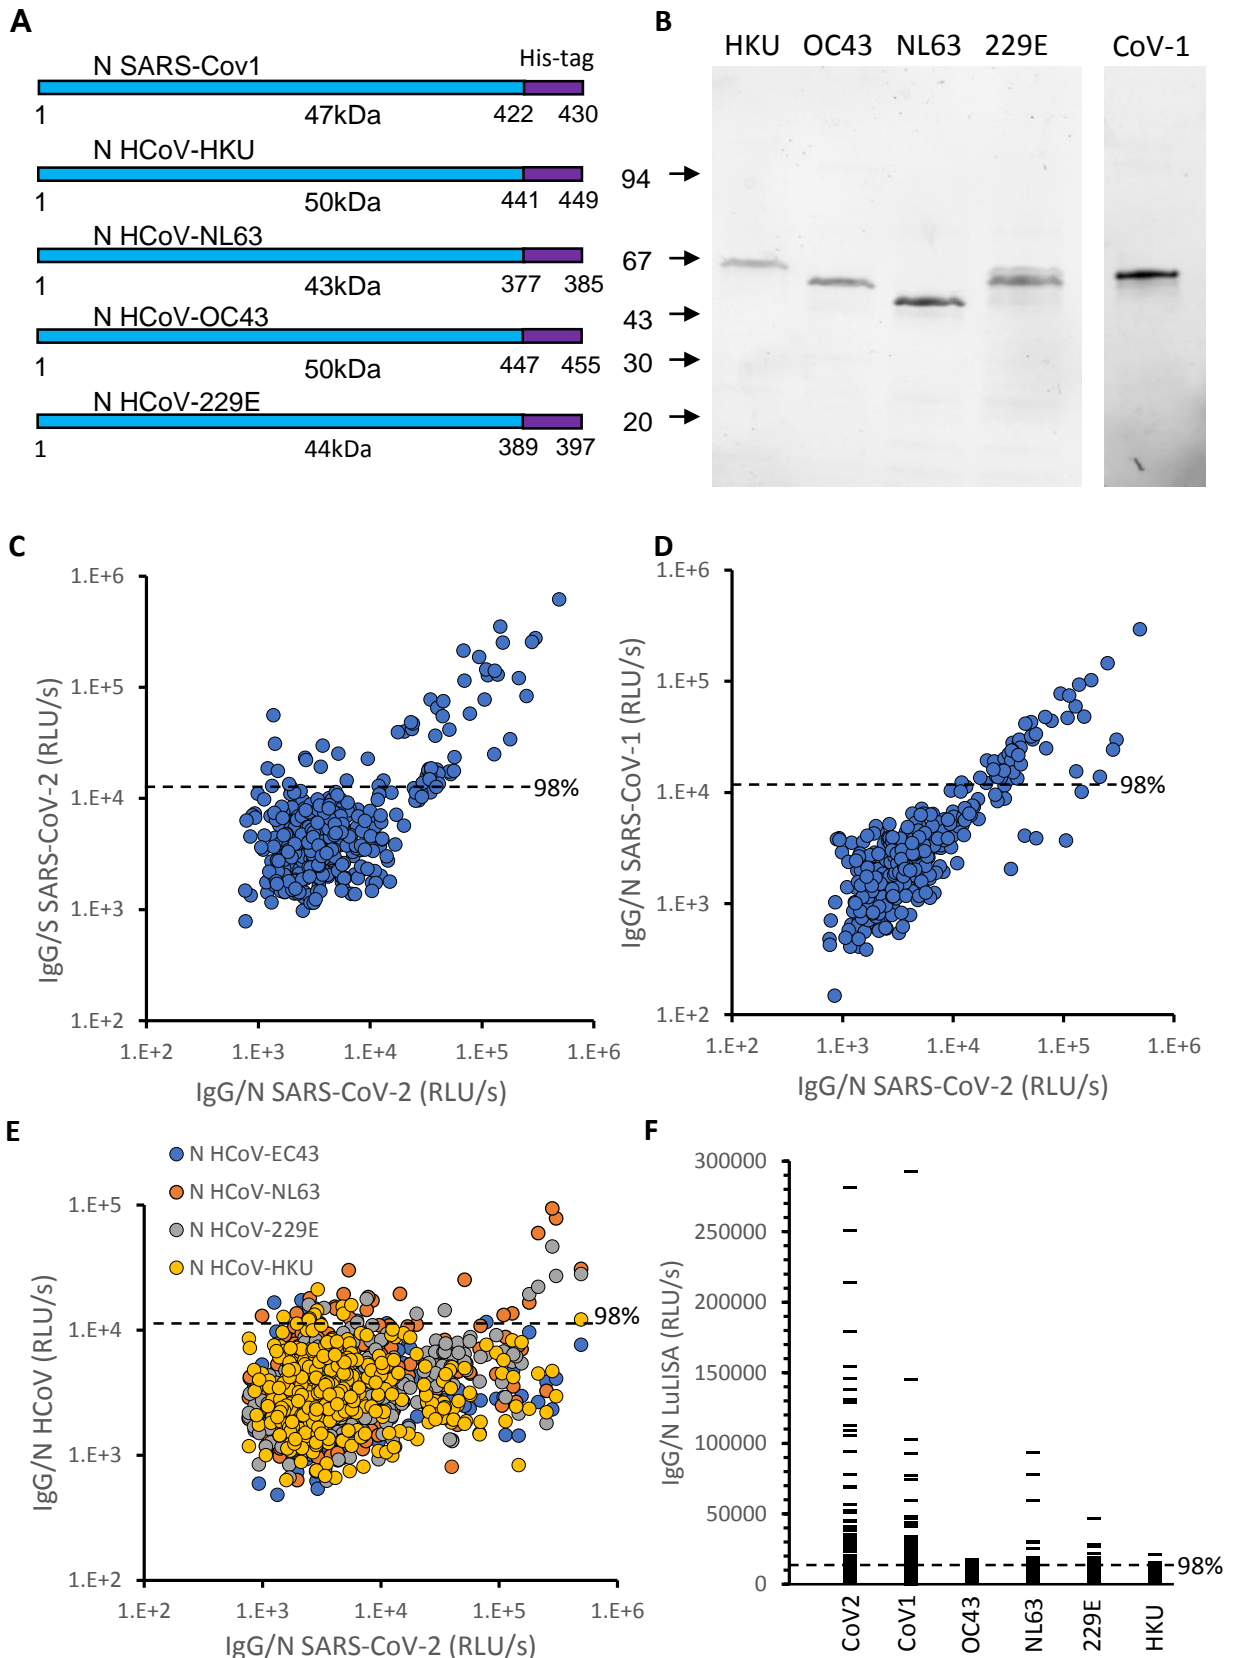 A
N SARS-Cov1
His-tag
1 47kDa 422 430
N HCoV-HKU
1 50kDa 441 449
N HCoV-NL63
1 43kDa 377 385
N HCoV-OC43
1 50kDa 447 455
N HCoV-229E
1 44kDa 389 397
B
HKU OC43 NL63 229E CoV-1
94
67
43
30
20
C
IgG/S SARS-CoV-2 (RLU/s)
1.E+6
1.E+5
1.E+4
1.E+3
1.E+2
98%
1.E+2 1.E+3 1.E+4 1.E+5 1.E+6
IgG/N SARS-CoV-2 (RLU/s)
D
IgG/N SARS-CoV-1 (RLU/s)
1.E+6
1.E+5
1.E+4
1.E+3
1.E+2
98%
1.E+2 1.E+3 1.E+4 1.E+5 1.E+6
IgG/N SARS-CoV-2 (RLU/s)
E
N HCoV-EC43
N HCoV-NL63
N HCoV-229E
N HCoV-HKU
IgG/N HCoV (RLU/s)
1.E+5
1.E+4
1.E+3
1.E+2
98%
1.E+2 1.E+3 1.E+4 1.E+5 1.E+6
IgG/N SARS-CoV-2 (RLU/s)
F
IgG/N LuLISA (RLU/s)
300000
250000
200000
150000
100000
50000
0
98%
CoV2 CoV1 OC43 NL63 229E HKU